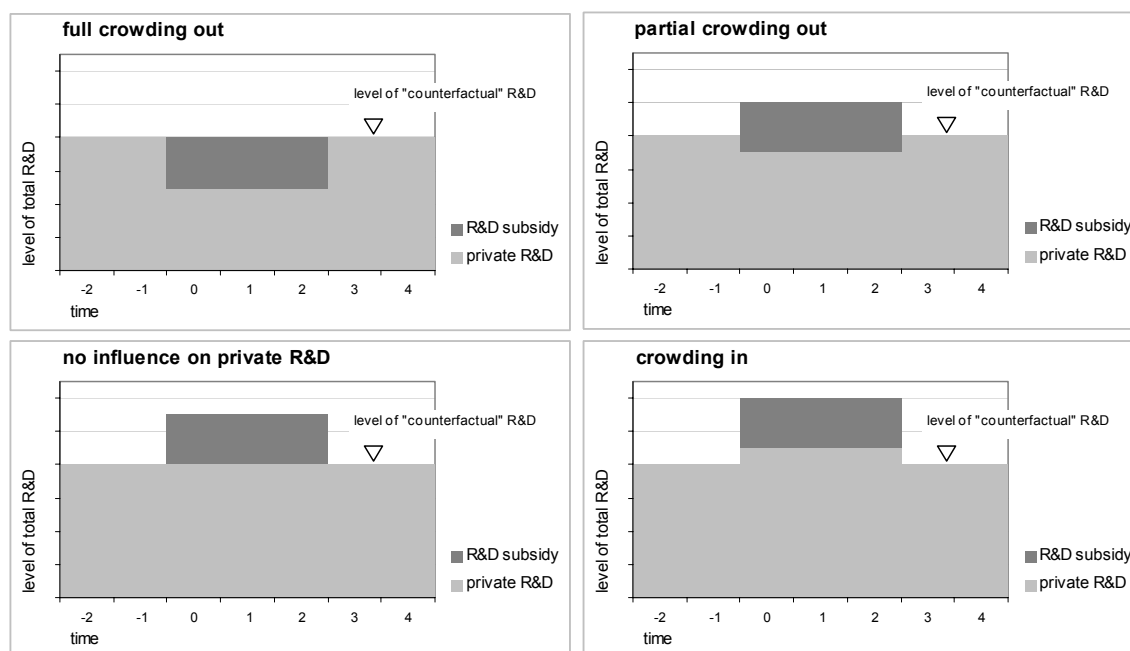 full crowding out
level of "counterfactual" R&D
level of total R&D
R&D subsidy
private R&D
-2 -1 0 1 2 3 4
time
partial crowding out
level of "counterfactual" R&D
level of total R&D
R&D subsidy
private R&D
-2 -1 0 1 2 3 4
time
no influence on private R&D
level of "counterfactual" R&D
level of total R&D
R&D subsidy
private R&D
-2 -1 0 1 2 3 4
time
crowding in
level of "counterfactual" R&D
level of total R&D
R&D subsidy
private R&D
-2 -1 0 1 2 3 4
time